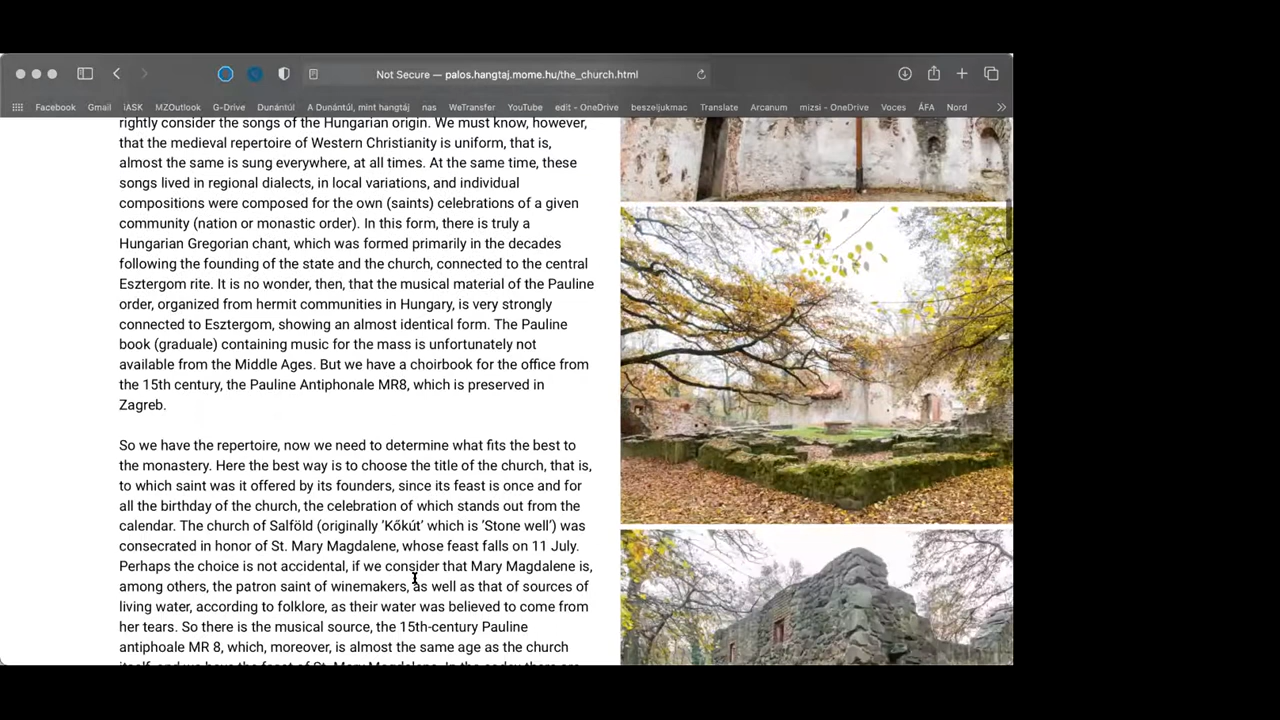 Not Secure — palos.hangtaj.mome.hu/the_church.html
Facebook Gmail iASK MZOutlook G-Drive Dunántúl A Dunántúl, mint hangtáj nas WeTransfer YouTube edit - OneDrive beszeljukmac Translate Arcanum mizsi - OneDrive Voces ÁFA Nord
rightly consider the songs of the Hungarian origin. We must know, however,
that the medieval repertoire of Western Christianity is uniform, that is,
almost the same is sung everywhere, at all times. At the same time, these
songs lived in regional dialects, in local variations, and individual
compositions were composed for the own (saints) celebrations of a given
community (nation or monastic order). In this form, there is truly a
Hungarian Gregorian chant, which was formed primarily in the decades
following the founding of the state and the church, connected to the central
Esztergom rite. It is no wonder, then, that the musical material of the Pauline
order, organized from hermit communities in Hungary, is very strongly
connected to Esztergom, showing an almost identical form. The Pauline
book (graduale) containing music for the mass is unfortunately not
available from the Middle Ages. But we have a choirbook for the office from
the 15th century, the Pauline Antiphonale MR8, which is preserved in
Zagreb.
So we have the repertoire, now we need to determine what fits the best to
the monastery. Here the best way is to choose the title of the church, that is,
to which saint was it offered by its founders, since its feast is once and for
all the birthday of the church, the celebration of which stands out from the
calendar. The church of Salföld (originally ‘Kőkút’ which is ‘Stone well’) was
consecrated in honor of St. Mary Magdalene, whose feast falls on 11 July.
Perhaps the choice is not accidental, if we consider that Mary Magdalene is,
among others, the patron saint of winemakers, as well as that of sources of
living water, according to folklore, as their water was believed to come from
her tears. So there is the musical source, the 15th-century Pauline
antiphoale MR 8, which, moreover, is almost the same age as the church
itself, and we have the feast of St. Mary Magdalene. In the codex there are